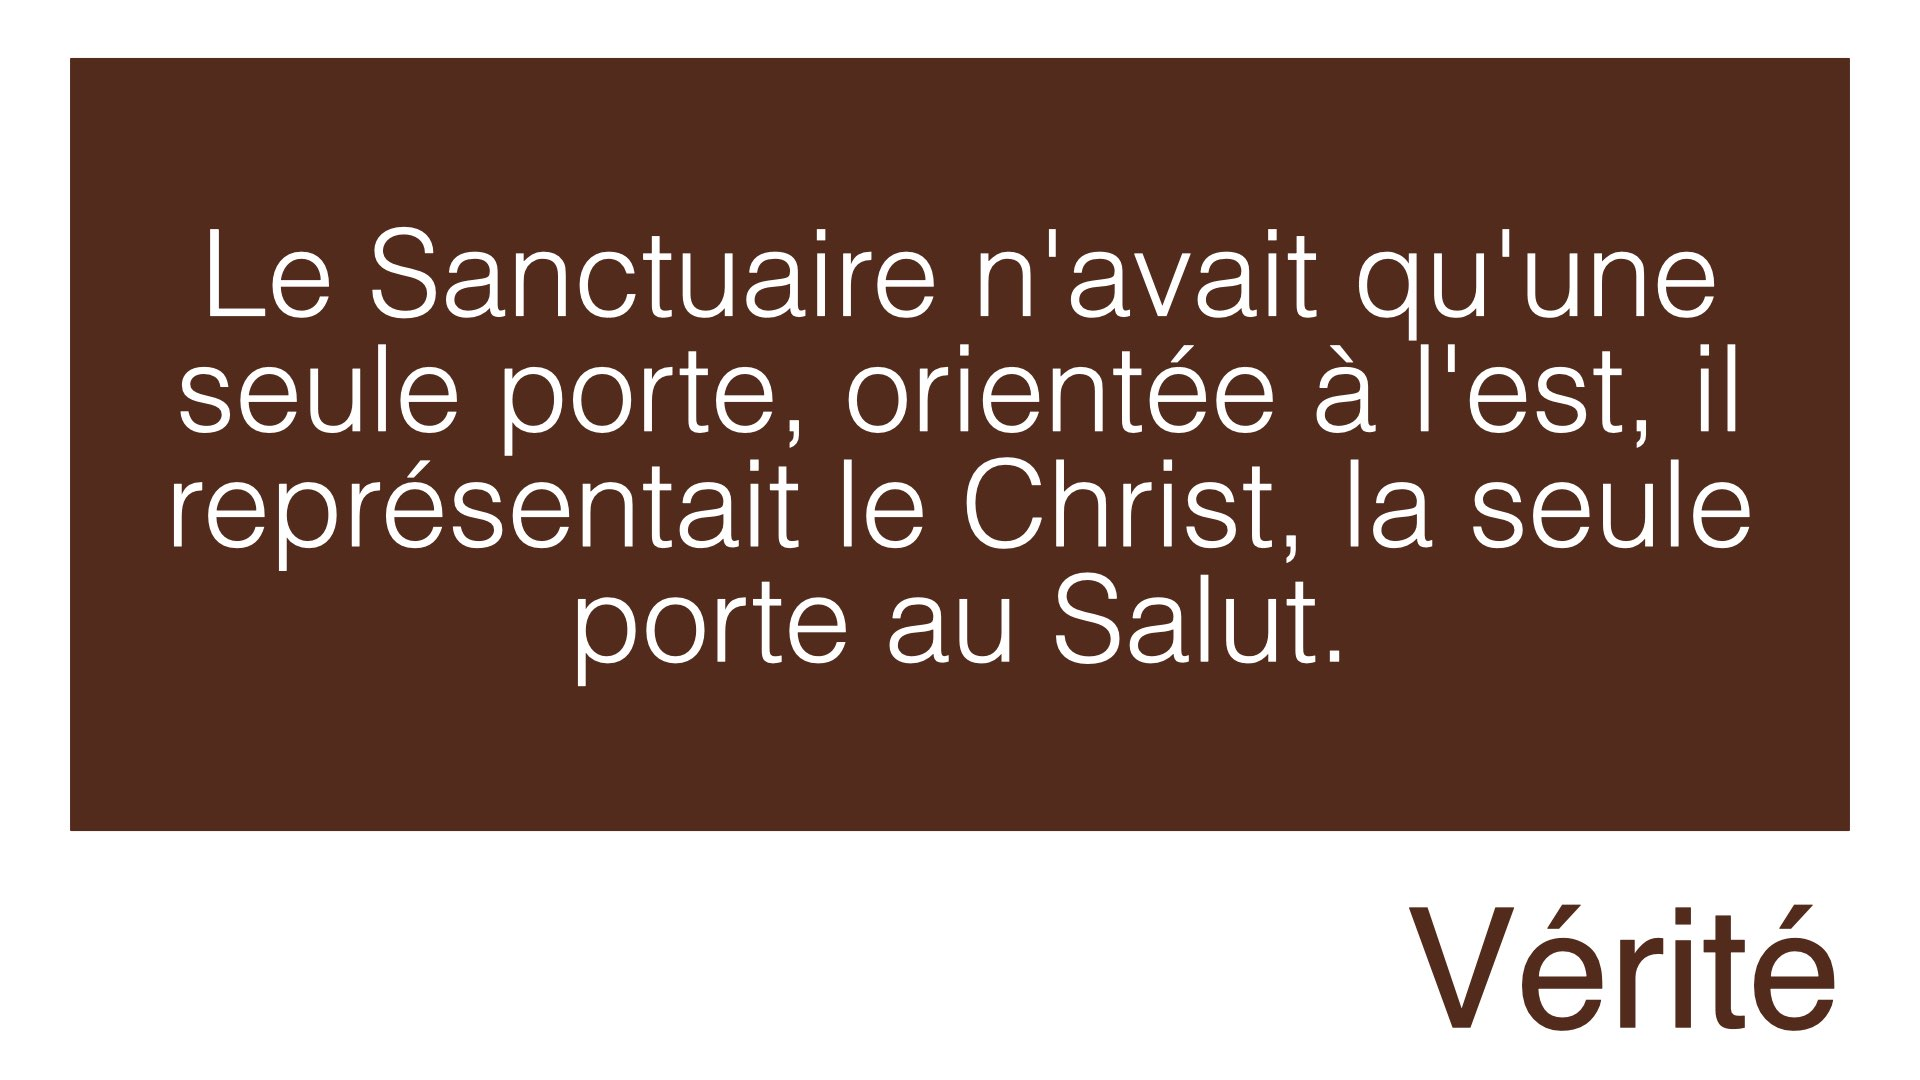 Le Sanctuaire n'avait qu'une
seule porte, orientée à l'est, il
représentait le Christ, la seule
porte au Salut.
Vérité